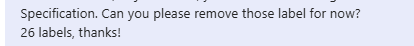 Specification. Can you please remove those label for now?
26 labels, thanks!